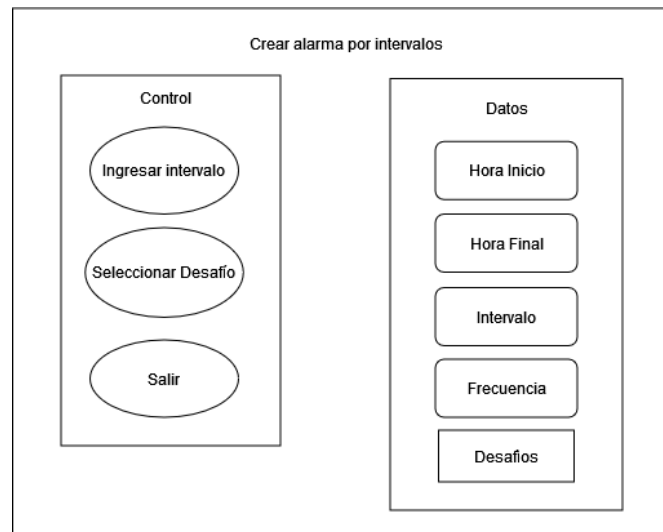 Crear alarma por intervalos
Control
Ingresar intervalo
Seleccionar Desafío
Salir
Datos
Hora Inicio
Hora Final
Intervalo
Frecuencia
Desafios